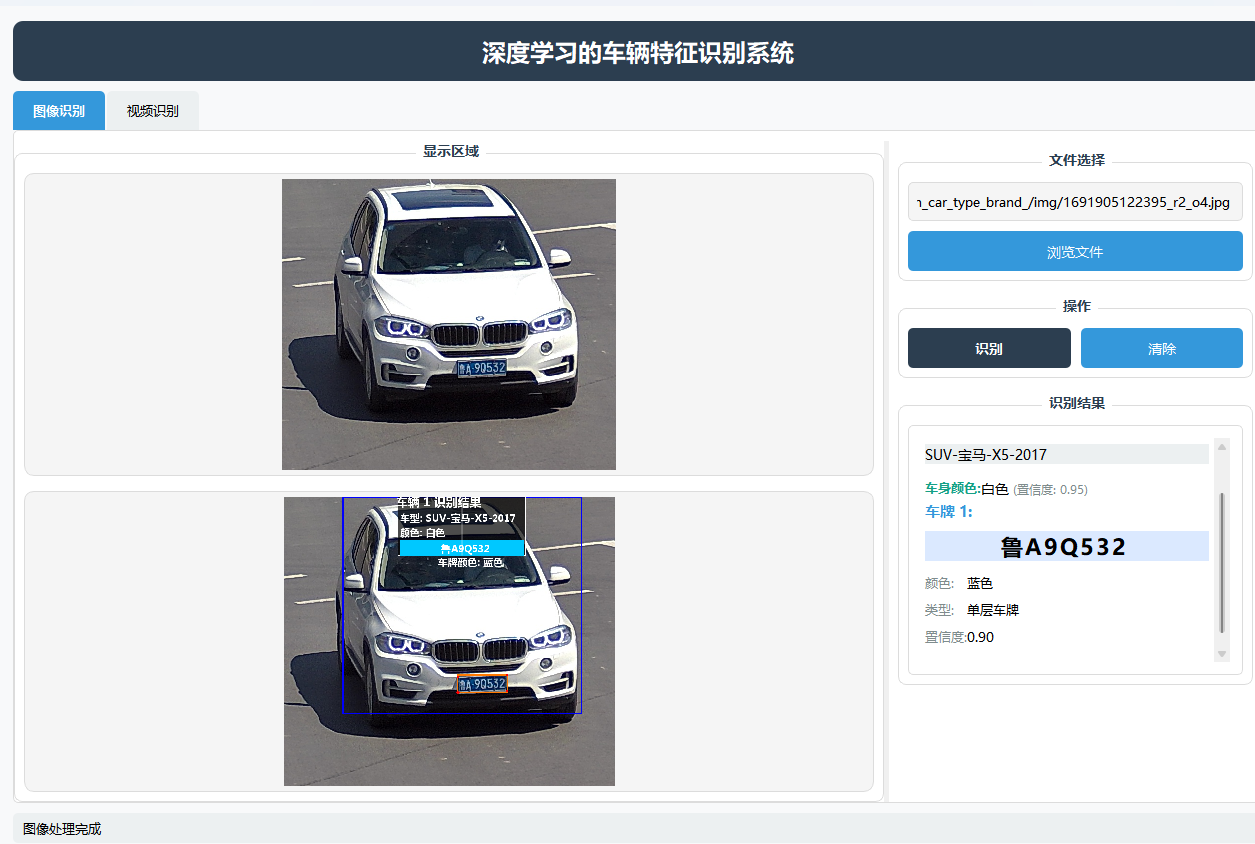 深度学习的车辆特征识别系统
图像识别
视频识别
显示区域
鲁A·9Q532
车辆 1 识别结果
车型: SUV-宝马-X5-2017
颜色: 白色
鲁A9Q532
车牌颜色: 蓝色
鲁A·9Q532
文件选择
_car_type_brand_/img/1691905122395_r2_o4.jpg
浏览文件
操作
识别
清除
识别结果
SUV-宝马-X5-2017
车身颜色:白色 (置信度: 0.95)
车牌 1:
鲁A9Q532
颜色: 蓝色
类型: 单层车牌
置信度:0.90
图像处理完成